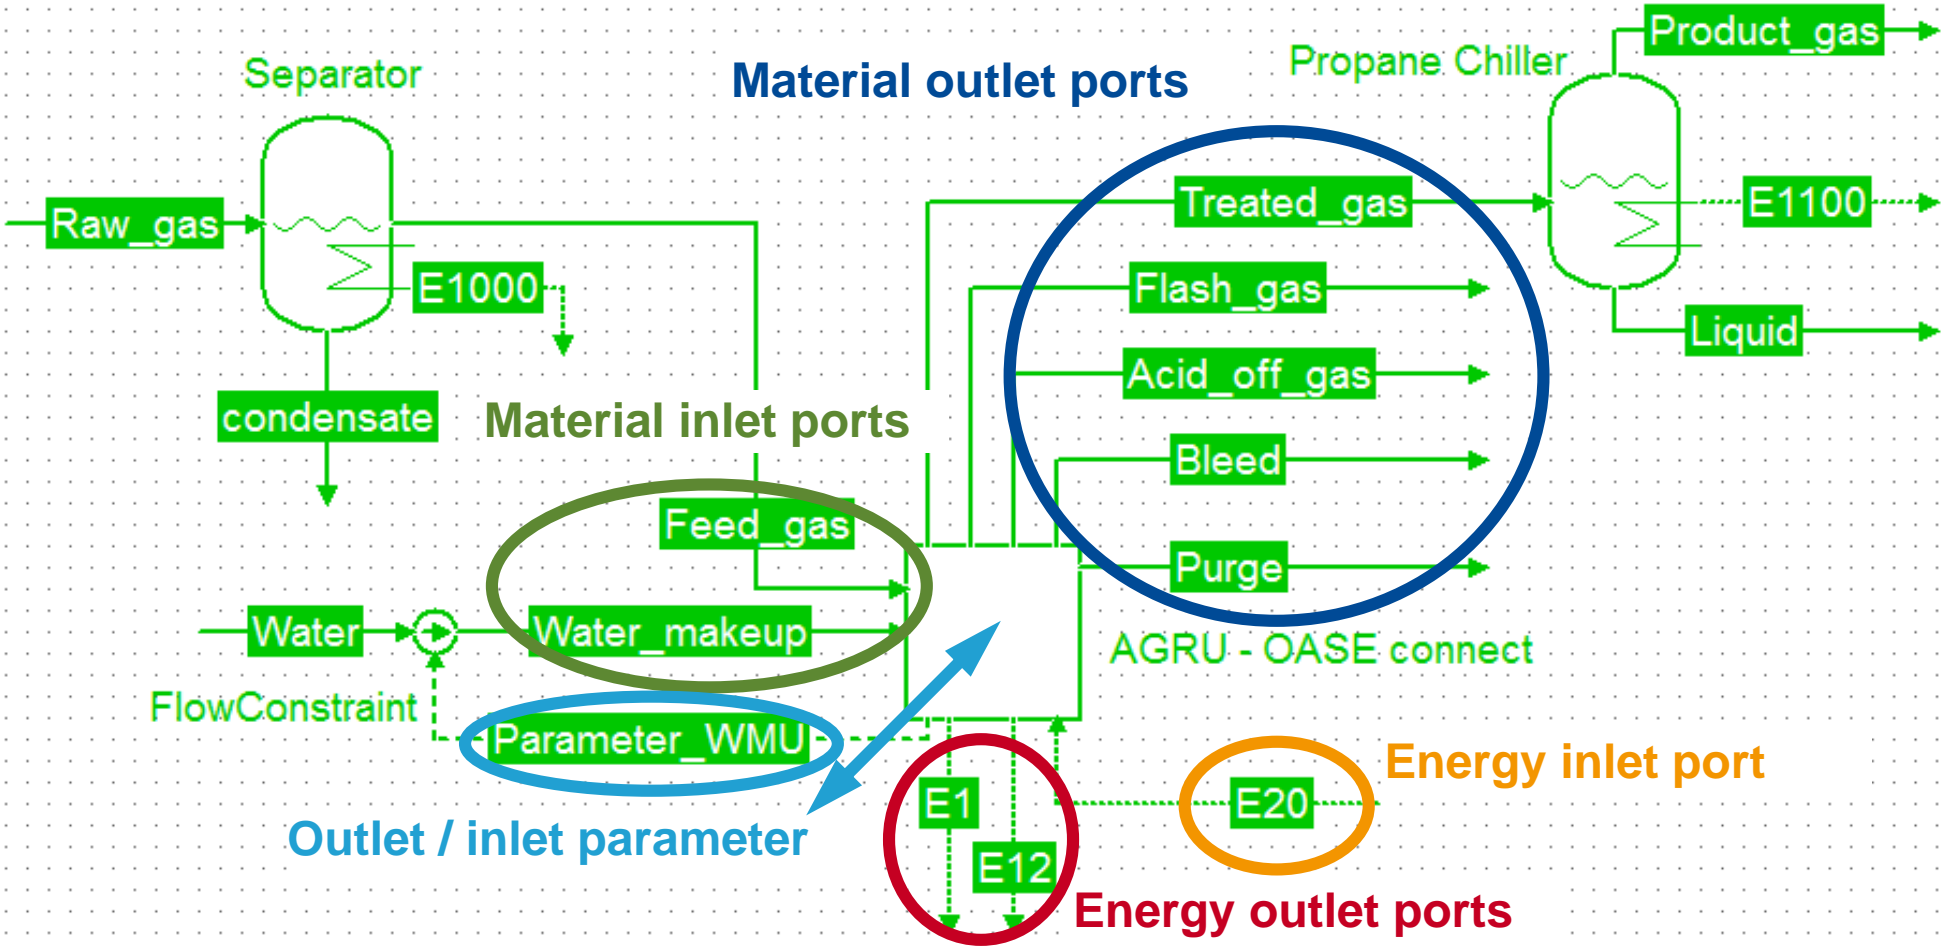 Product_gas
Propane Chiller
Separator
Material outlet ports
Treated_gas
E1100
Raw_gas
E1000
Flash_gas
Liquid
Acid_off_gas
condensate
Material inlet ports
Bleed
Feed_gas
Purge
Water
Water_makeup
AGRU - OASE connect
FlowConstraint
Parameter_WMU
Energy inlet port
E1
E20
Outlet / inlet parameter
E12
Energy outlet ports